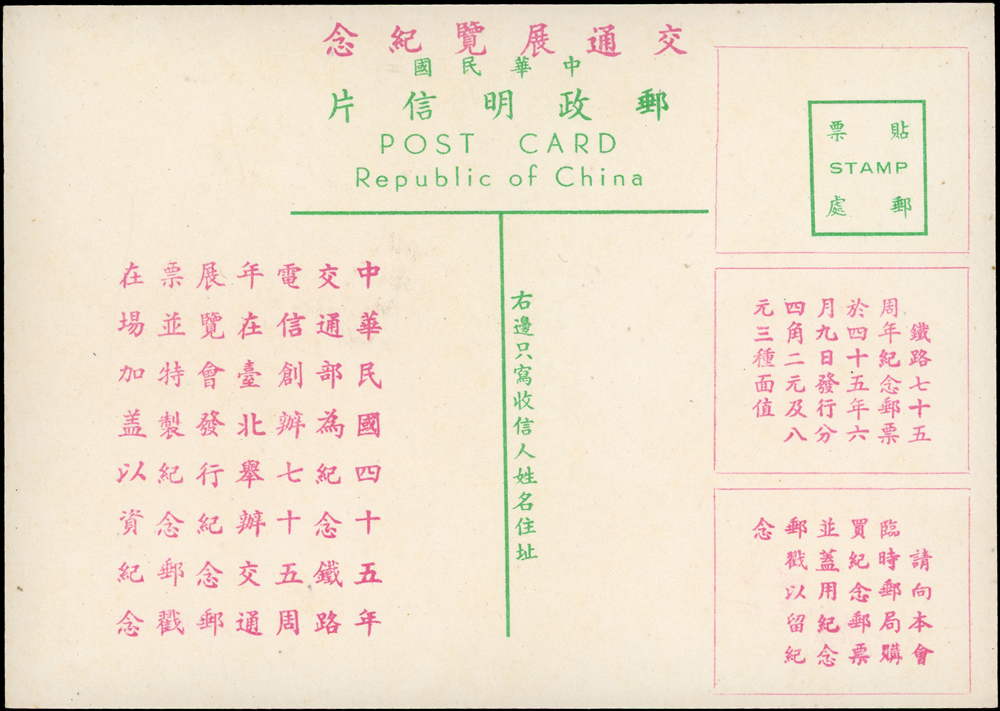 交通展覽紀念
中華民國
郵政明信片
POST CARD
Republic of China
貼票
STAMP
郵處
中華民國四十五年
交通部為紀念鐵路
電信創辦七十五周
年在臺北舉辦交通
展覽會發行紀念郵
票並特製紀念郵戳
在場加盖以資紀念
右邊只寫收信人姓名住址
鐵路七十五
周年紀念郵票
於四十五年六
月九日發行分
四角二元及八
元三種面值
請向本會
臨時郵局購
買紀念郵票
並蓋用紀念
郵戳以留紀
念